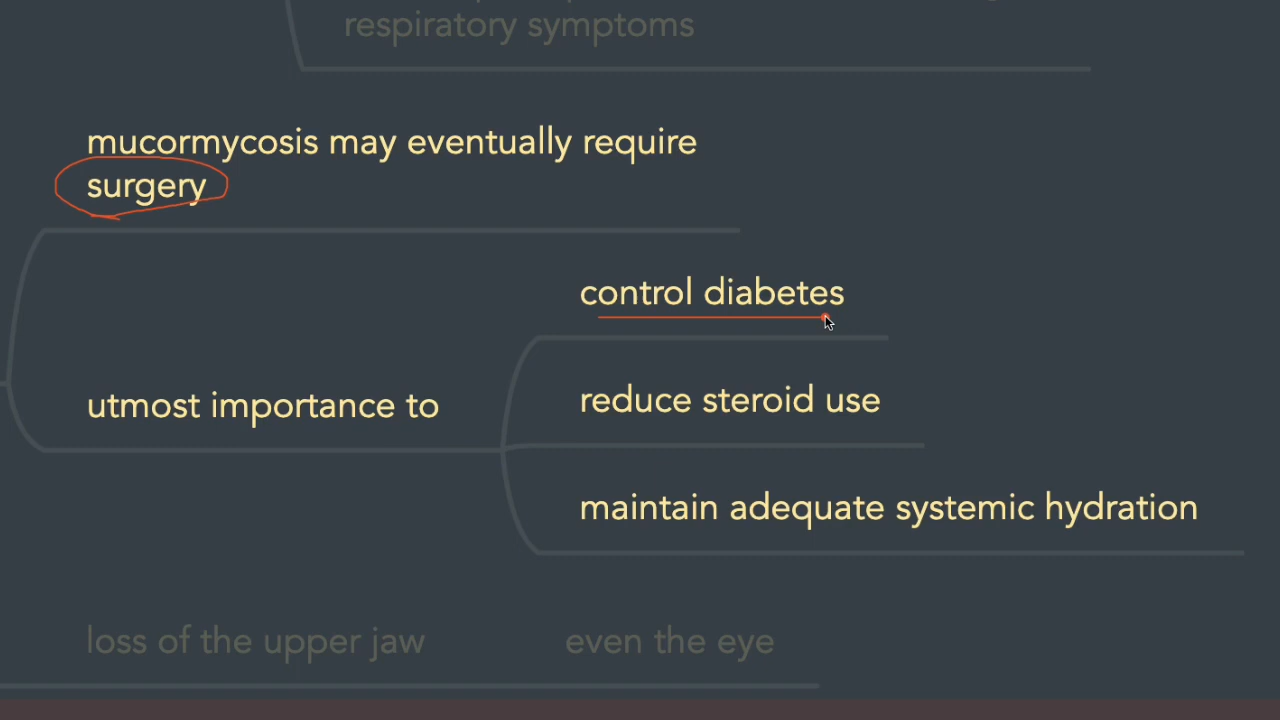 respiratory symptoms
mucormycosis may eventually require
surgery
control diabetes
utmost importance to
reduce steroid use
maintain adequate systemic hydration
loss of the upper jaw
even the eye